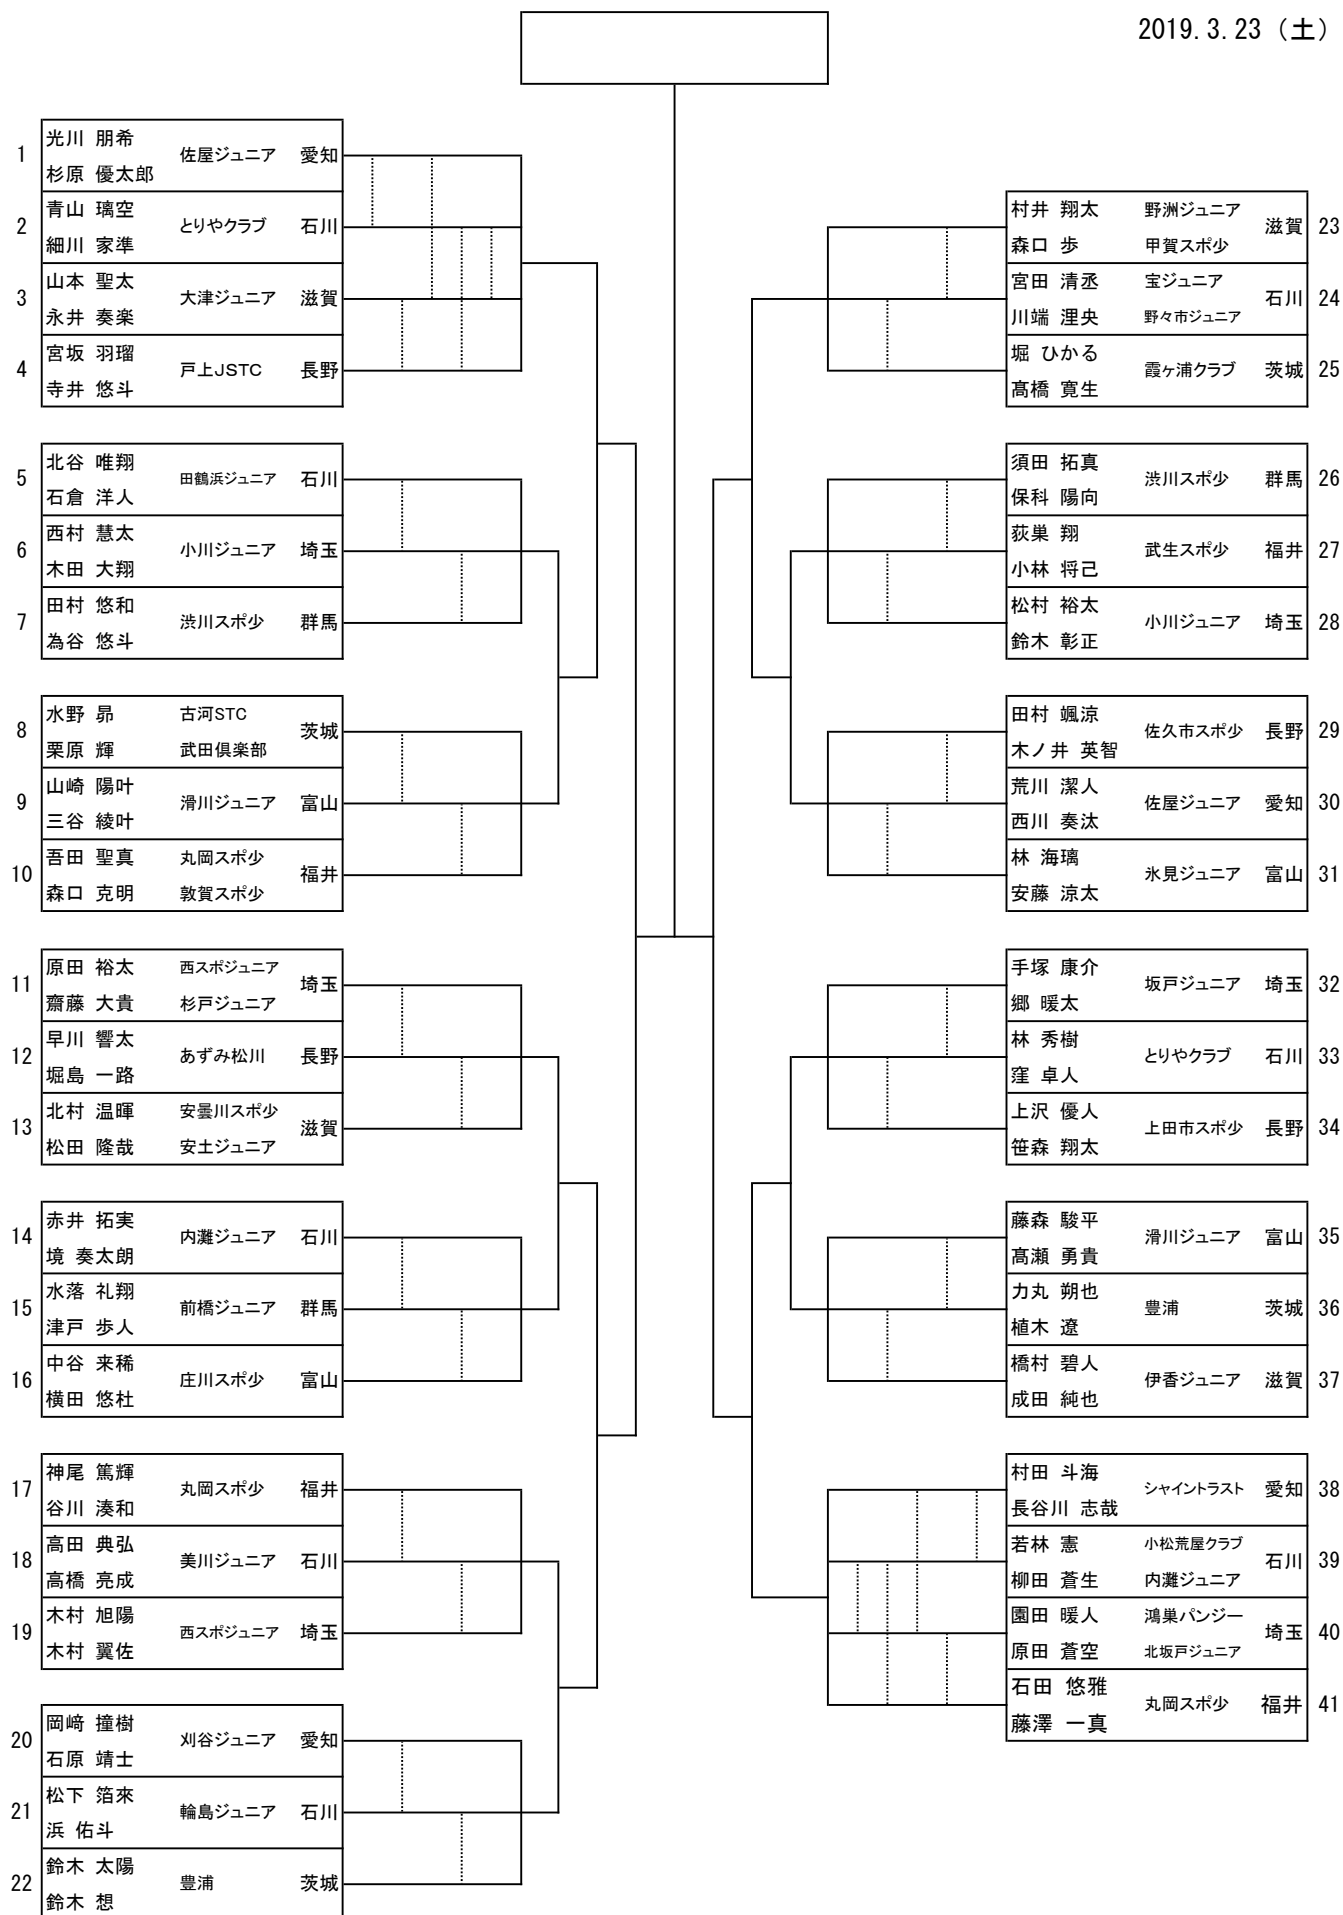 2019.3.23（土）
1 光川 朋希 杉原 優太郎 佐屋ジュニア 愛知
2 青山 璃空 細川 家準 とりやクラブ 石川
3 山本 聖太 永井 奏楽 大津ジュニア 滋賀
4 宮坂 羽瑠 寺井 悠斗 戸上JSTC 長野
5 北谷 唯翔 石倉 洋人 田鶴浜ジュニア 石川
6 西村 慧太 木田 大翔 小川ジュニア 埼玉
7 田村 悠和 為谷 悠斗 渋川スポ少 群馬
8 水野 昴 古河STC 栗原 輝 武田倶楽部 茨城
9 山崎 陽叶 三谷 綾叶 滑川ジュニア 富山
10 吾田 聖真 丸岡スポ少 森口 克明 敦賀スポ少 福井
11 原田 裕太 西スポジュニア 齋藤 大貴 杉戸ジュニア 埼玉
12 早川 響太 堀島 一路 あずみ松川 長野
13 北村 温暉 安曇川スポ少 松田 隆哉 安土ジュニア 滋賀
14 赤井 拓実 境 奏太朗 内灘ジュニア 石川
15 水落 礼翔 津戸 歩人 前橋ジュニア 群馬
16 中谷 来稀 横田 悠杜 庄川スポ少 富山
17 神尾 篤輝 谷川 湊和 丸岡スポ少 福井
18 高田 典弘 高橋 亮成 美川ジュニア 石川
19 木村 旭陽 木村 翼佐 西スポジュニア 埼玉
20 岡﨑 撞樹 石原 靖士 刈谷ジュニア 愛知
21 松下 箔來 浜 佑斗 輪島ジュニア 石川
22 鈴木 太陽 鈴木 想 豊浦 茨城
村井 翔太 野洲ジュニア 森口 歩 甲賀スポ少 滋賀 23
宮田 清丞 宝ジュニア 川端 浬央 野々市ジュニア 石川 24
堀 ひかる 髙橋 寛生 霞ヶ浦クラブ 茨城 25
須田 拓真 保科 陽向 渋川スポ少 群馬 26
荻巣 翔 小林 将己 武生スポ少 福井 27
松村 裕太 鈴木 彰正 小川ジュニア 埼玉 28
田村 颯涼 木ノ井 英智 佐久市スポ少 長野 29
荒川 潔人 西川 奏汰 佐屋ジュニア 愛知 30
林 海璃 安藤 涼太 氷見ジュニア 富山 31
手塚 康介 郷 暖太 坂戸ジュニア 埼玉 32
林 秀樹 窪 卓人 とりやクラブ 石川 33
上沢 優人 笹森 翔太 上田市スポ少 長野 34
藤森 駿平 髙瀬 勇貴 滑川ジュニア 富山 35
力丸 朔也 植木 遼 豊浦 茨城 36
橋村 碧人 成田 純也 伊香ジュニア 滋賀 37
村田 斗海 長谷川 志哉 シャイントラスト 愛知 38
若林 憲 小松荒屋クラブ 柳田 蒼生 内灘ジュニア 石川 39
園田 暖人 鴻巣パンジー 原田 蒼空 北坂戸ジュニア 埼玉 40
石田 悠雅 藤澤 一真 丸岡スポ少 福井 41